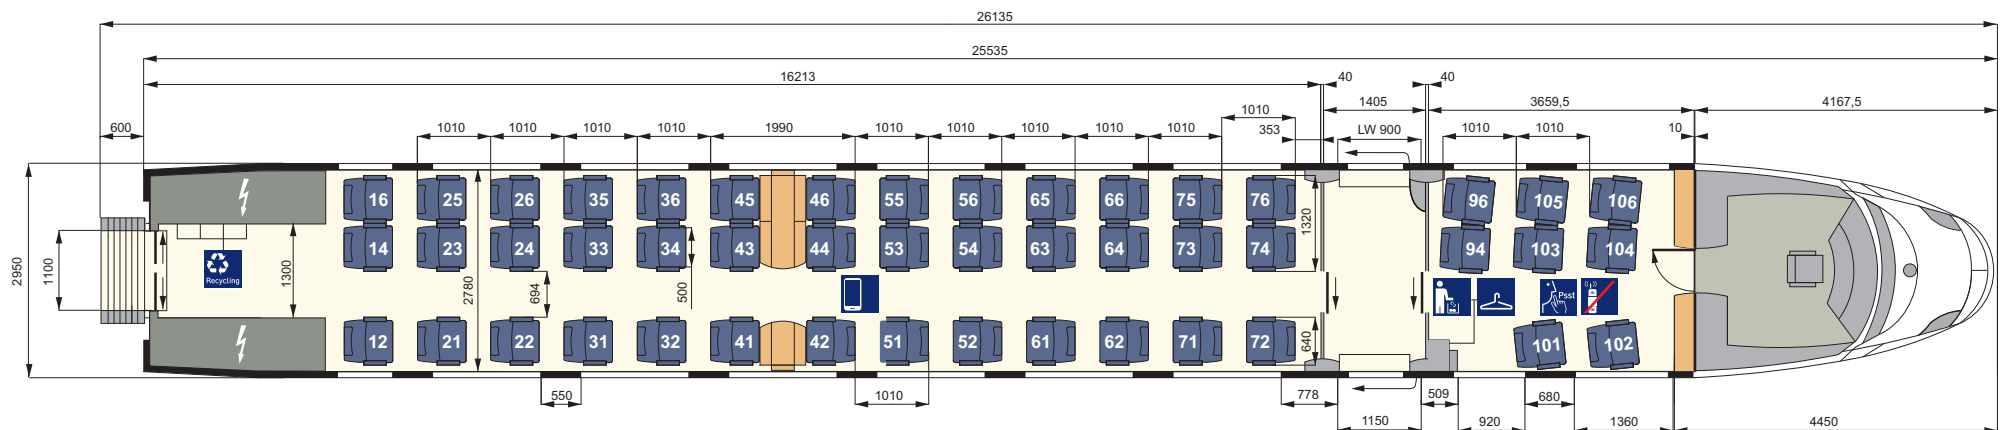 26135
25535
16213 40 40
1405 3659,5 4167,5
1010
600 1010 1010 1010 1010 1990 1010 1010 1010 1010 1010 353 LW 900 1010 1010 10
16 25 26 35 36 45 46 55 56 65 66 75 76 96 105 106
1320
14 23 24 33 34 43 44 53 54 63 64 73 74 94 103 104
2950 1100 Recycling 1300 2780 694 500 Psst
12 21 22 31 32 41 42 51 52 61 62 71 72 640 101 102
550 1010 778 509 680
1150 920 1360 4450